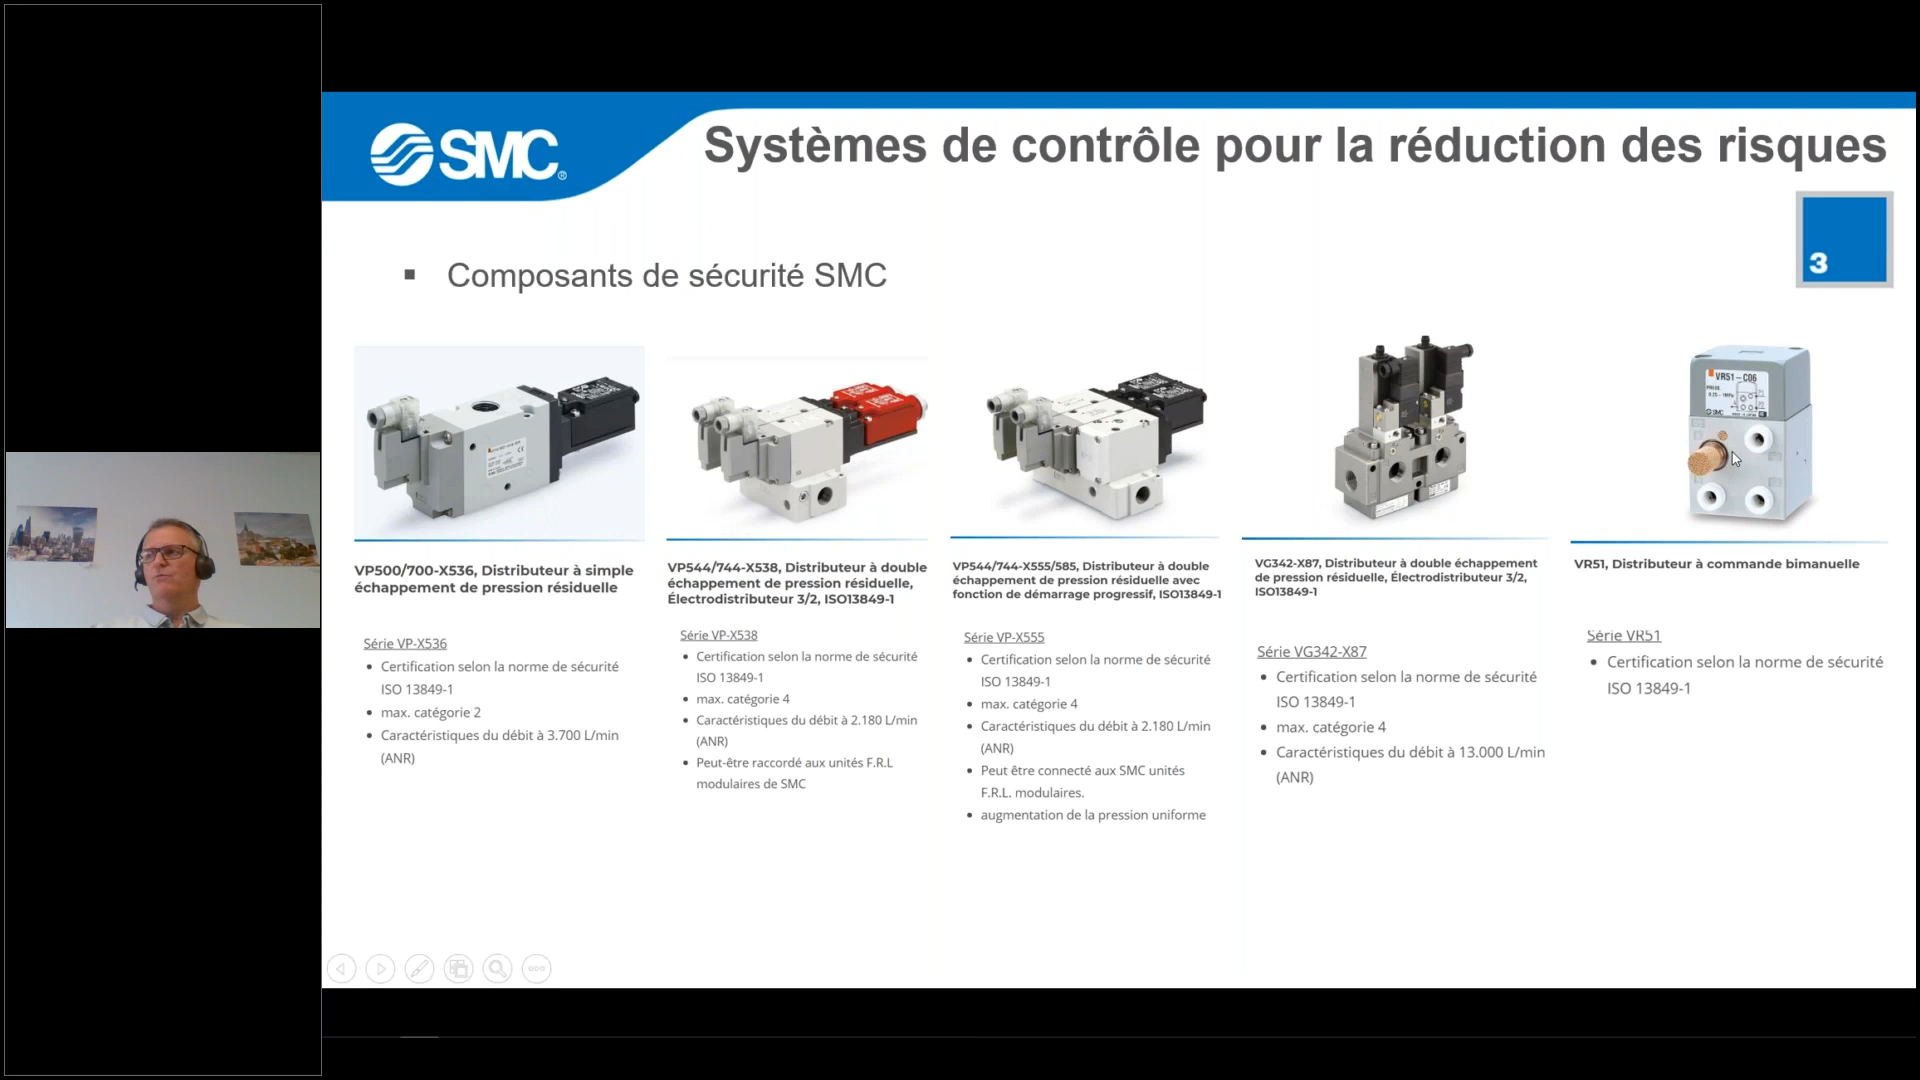 SMC®
Systèmes de contrôle pour la réduction des risques
3
▪ Composants de sécurité SMC
VR51-C06
SMC
VP500/700-X536, Distributeur à simple
échappement de pression résiduelle
Série VP-X536
• Certification selon la norme de sécurité
ISO 13849-1
• max. catégorie 2
• Caractéristiques du débit à 3.700 L/min
(ANR)
VP544/744-X538, Distributeur à double
échappement de pression résiduelle,
Électrodistributeur 3/2, ISO13849-1
Série VP-X538
• Certification selon la norme de sécurité
ISO 13849-1
• max. catégorie 4
• Caractéristiques du débit à 2.180 L/min
(ANR)
• Peut-être raccordé aux unités F.R.L
modulaires de SMC
VP544/744-X555/585, Distributeur à double
échappement de pression résiduelle avec
fonction de démarrage progressif, ISO13849-1
Série VP-X555
• Certification selon la norme de sécurité
ISO 13849-1
• max. catégorie 4
• Caractéristiques du débit à 2.180 L/min
(ANR)
• Peut être connecté aux SMC unités
F.R.L. modulaires.
• augmentation de la pression uniforme
VG342-X87, Distributeur à double échappement
de pression résiduelle, Électrodistributeur 3/2,
ISO13849-1
Série VG342-X87
• Certification selon la norme de sécurité
ISO 13849-1
• max. catégorie 4
• Caractéristiques du débit à 13.000 L/min
(ANR)
VR51, Distributeur à commande bimanuelle
Série VR51
• Certification selon la norme de sécurité
ISO 13849-1